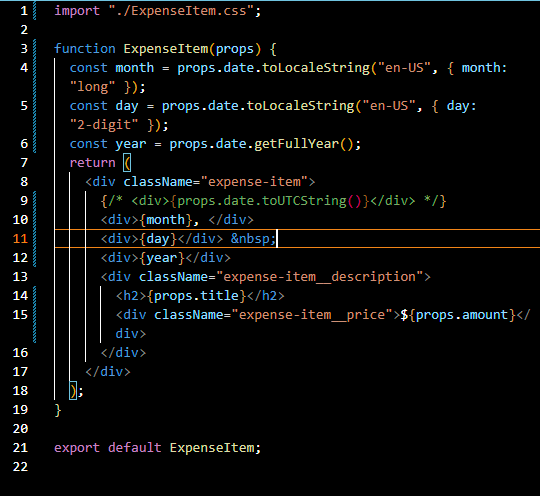 1 import "./ExpenseItem.css";
2
3 function ExpenseItem(props) {
4 const month = props.date.toLocaleString("en-US", { month:
"long" });
5 const day = props.date.toLocaleString("en-US", { day:
"2-digit" });
6 const year = props.date.getFullYear();
7 return (
8 <div className="expense-item">
9 {/* <div>{props.date.toUTCString()}</div> */}
10 <div>{month}, </div>
11 <div>{day}</div> &nbsp;
12 <div>{year}</div>
13 <div className="expense-item__description">
14 <h2>{props.title}</h2>
15 <div className="expense-item__price">${props.amount}</
div>
16 </div>
17 </div>
18 );
19 }
20
21 export default ExpenseItem;
22